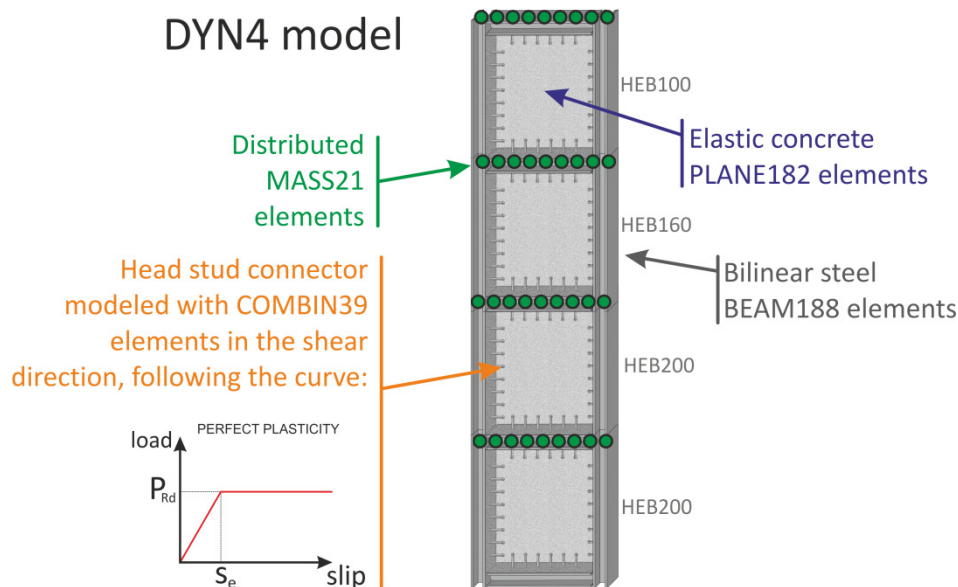 DYN4 model
HEB100
Distributed
MASS21
elements
Elastic concrete
PLANE182 elements
HEB160
Head stud connector
modeled with COMBIN39
elements in the shear
direction, following the curve:
Bilinear steel
BEAM188 elements
HEB200
PERFECT PLASTICITY
load
PRd
se
slip
HEB200